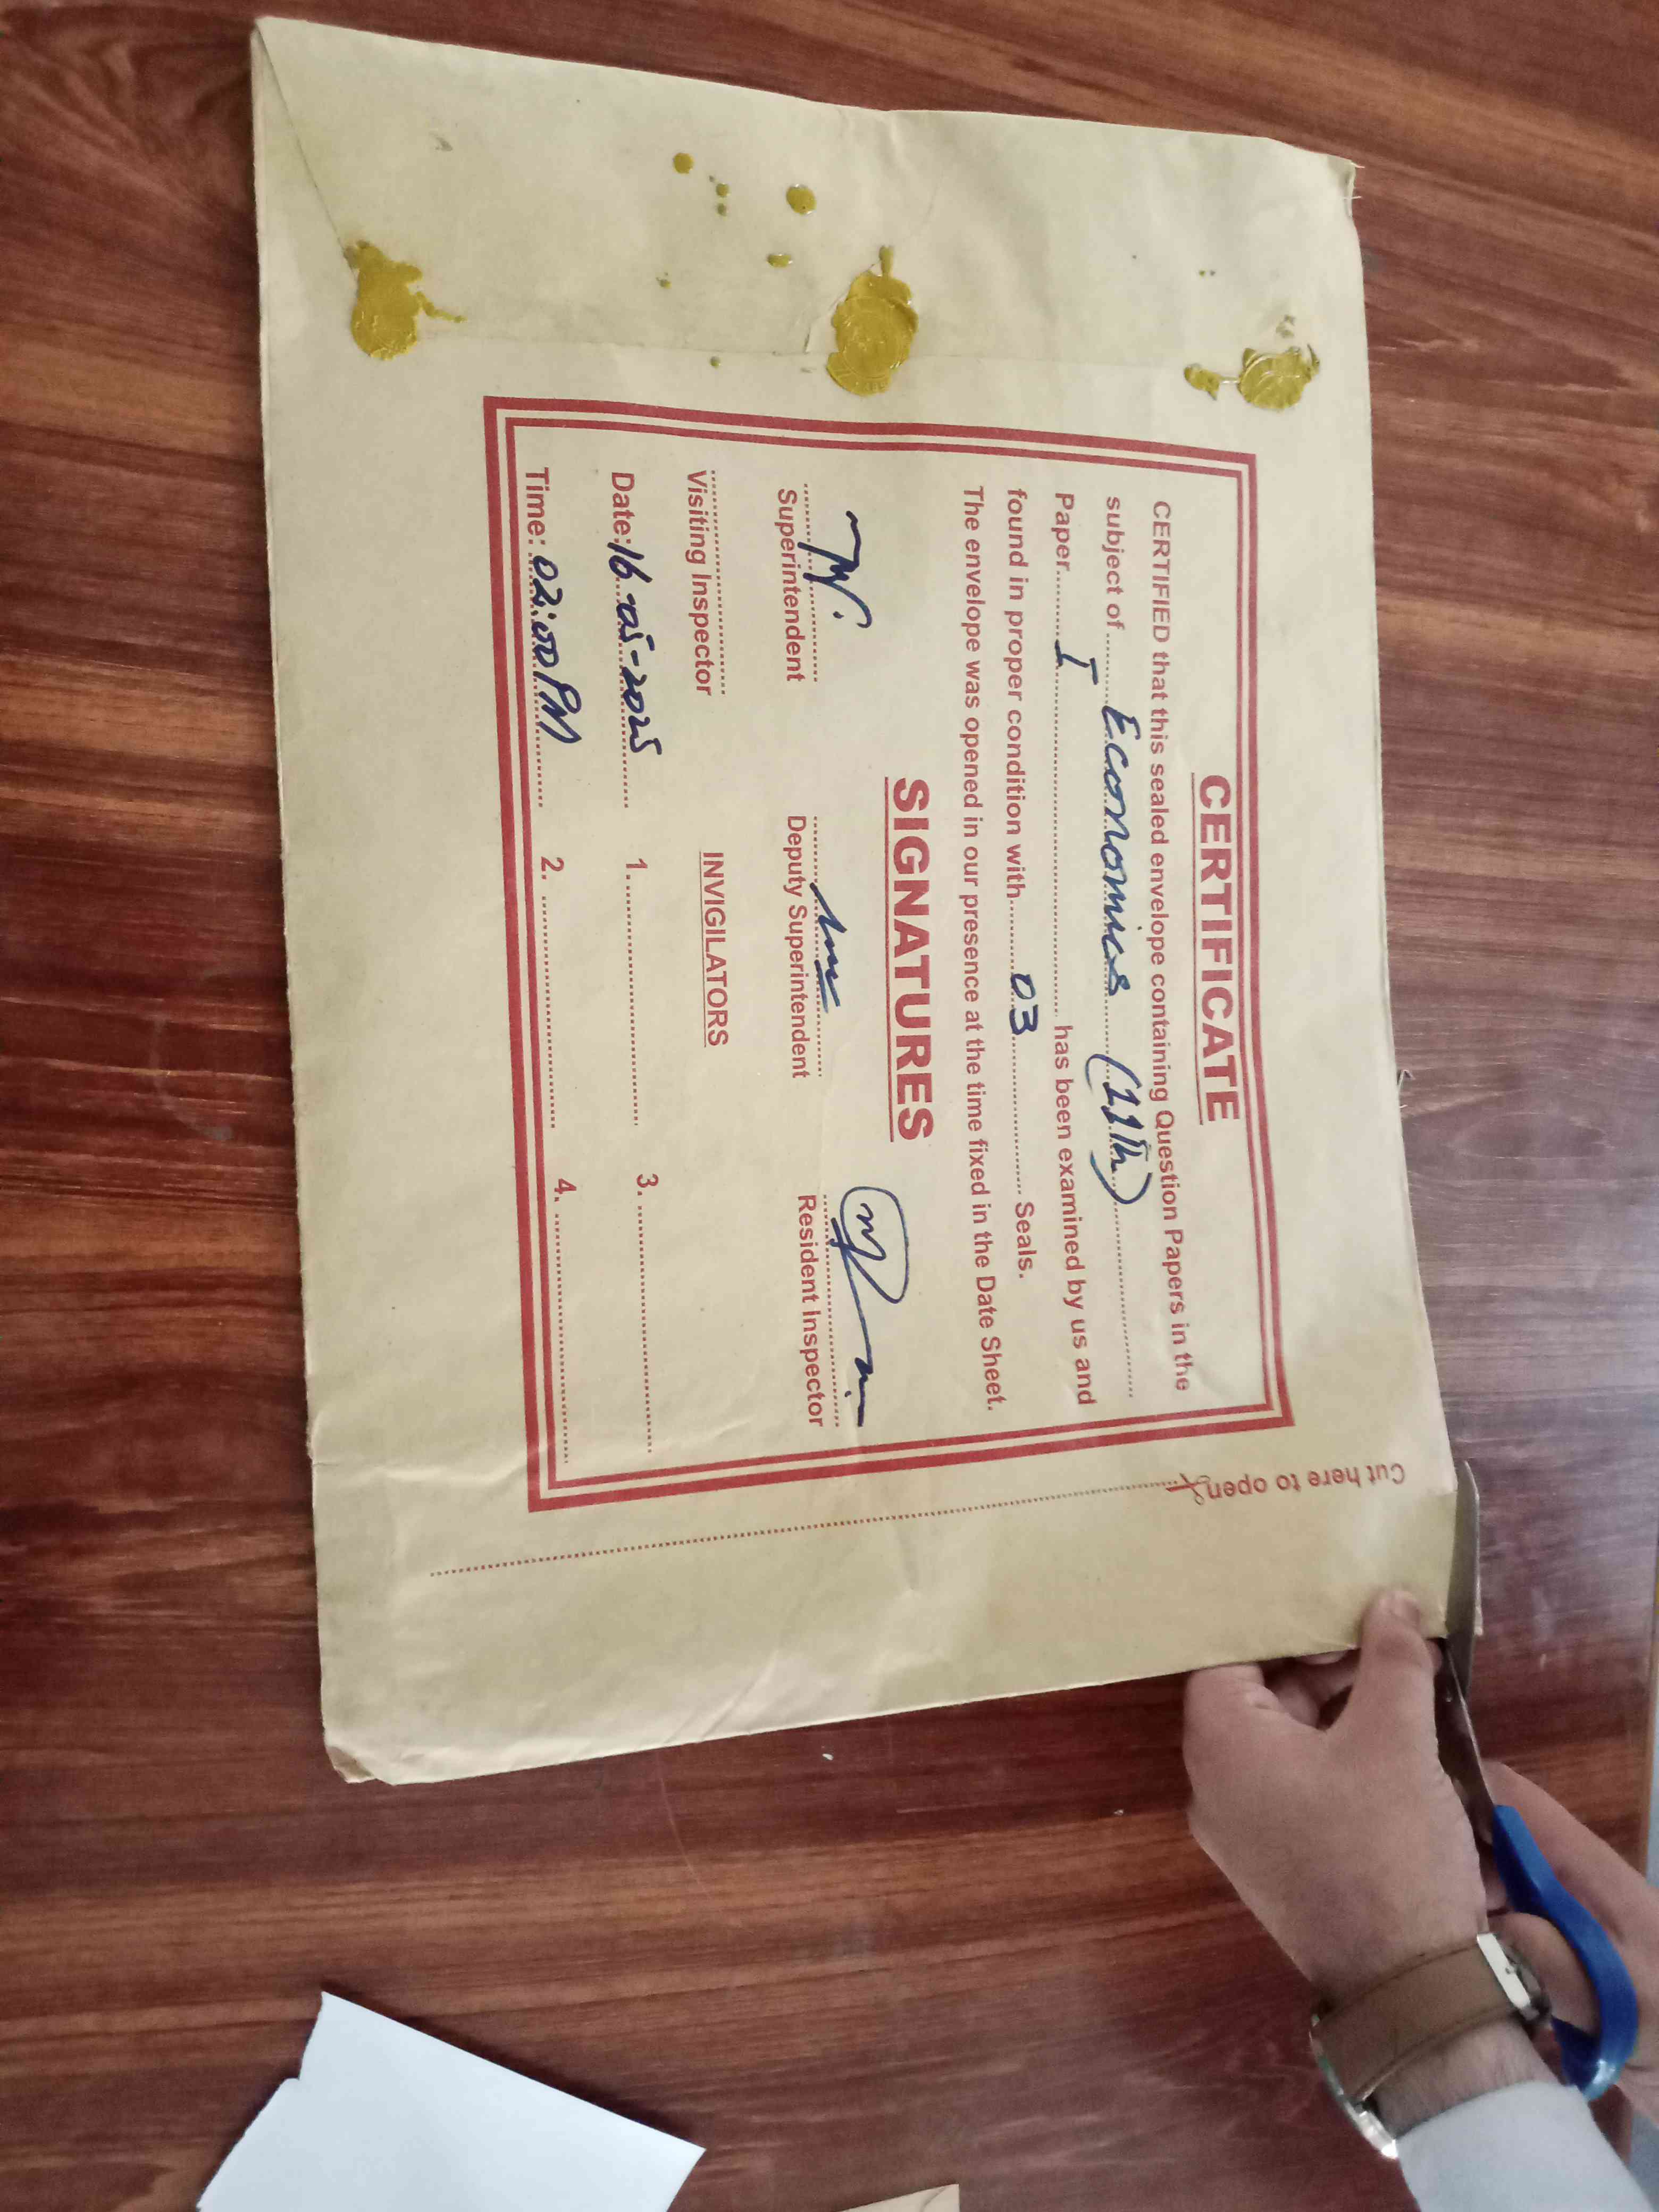 CERTIFICATE
CERTIFIED that this sealed envelope containing Question Papers in the
subject of Economics (11th)
Paper I has been examined by us and
found in proper condition with 03 Seals.
The envelope was opened in our presence at the time fixed in the Date Sheet.
SIGNATURES
Superintendent Deputy Superintendent Resident Inspector
Visiting Inspector INVIGILATORS
Date: 16-05-2025 1. 3.
Time: 02:00 PM 2. 4.
Cut here to open